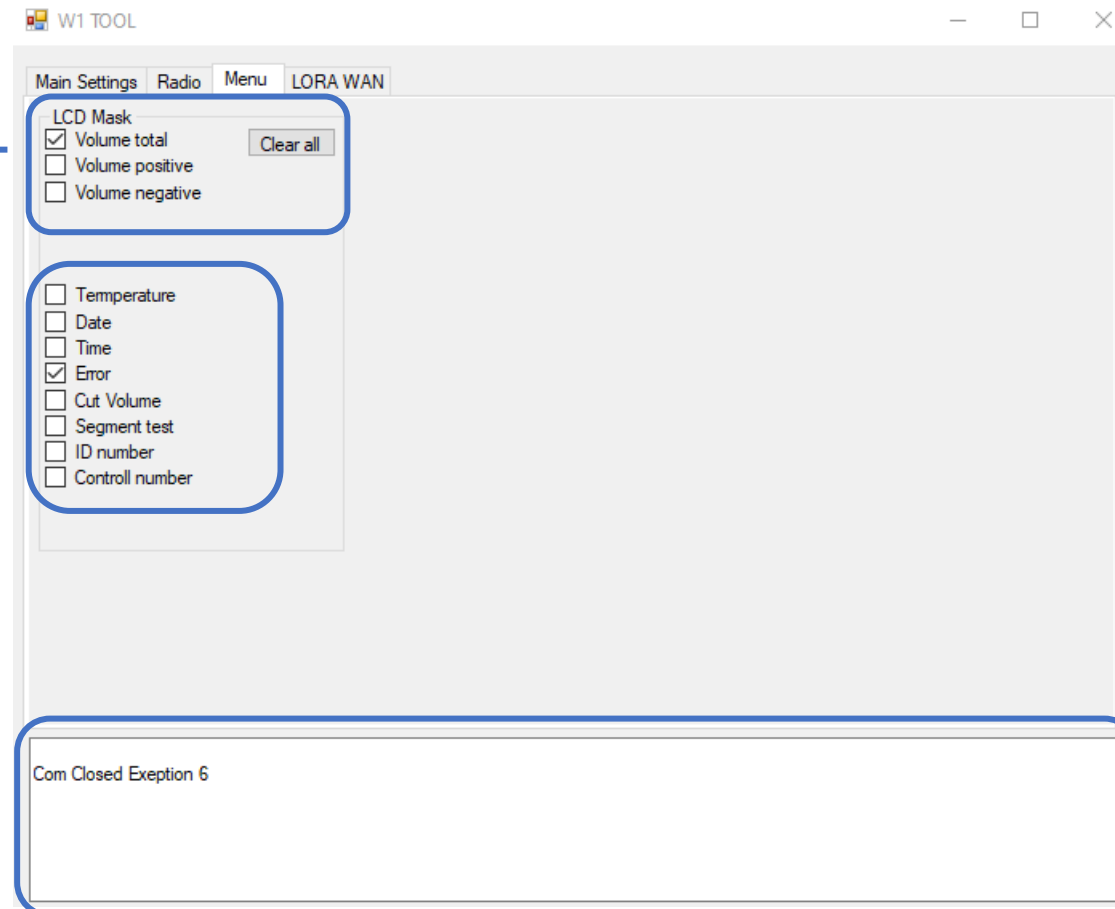 W1 TOOL
Main Settings Radio Menu LORA WAN
LCD Mask
Volume total Clear all
Volume positive
Volume negative
Temperature
Date
Time
Error
Cut Volume
Segment test
ID number
Controll number
Com Closed Exeption 6